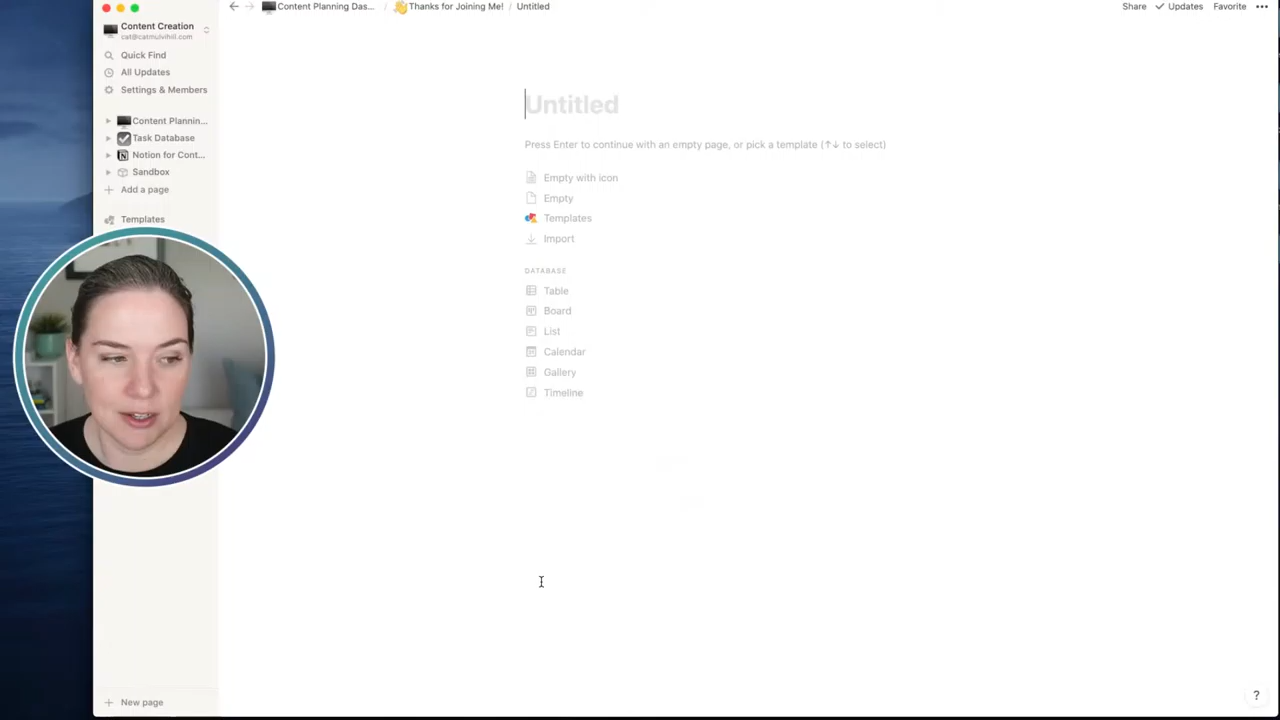 Content Planning Das... / 👋Thanks for Joining Me! / Untitled
Share ✓ Updates Favorite •••
Content Creation
cat@catmulvihill.com
Quick Find
All Updates
Settings & Members
Content Plannin...
Task Database
Notion for Cont...
Sandbox
+ Add a page
Templates
Untitled
Press Enter to continue with an empty page, or pick a template (↑↓ to select)
Empty with icon
Empty
Templates
Import
DATABASE
Table
Board
List
Calendar
Gallery
Timeline
+ New page
?